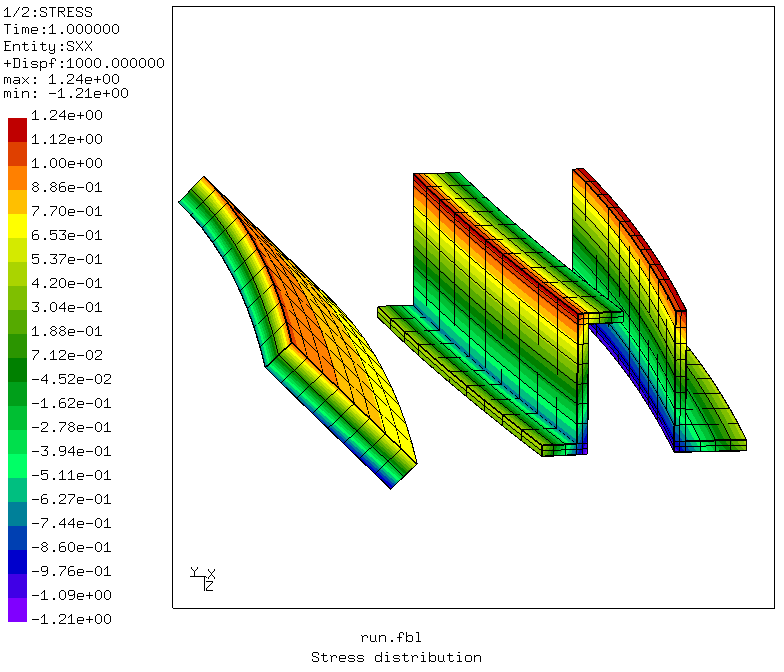 1/2:STRESS
Time:1.000000
Entity:SXX
+Dispf:1000.000000
max: 1.24e+00
min: -1.21e+00
1.24e+00
1.12e+00
1.00e+00
8.86e-01
7.70e-01
6.53e-01
5.37e-01
4.20e-01
3.04e-01
1.88e-01
7.12e-02
-4.52e-02
-1.62e-01
-2.78e-01
-3.94e-01
-5.11e-01
-6.27e-01
-7.44e-01
-8.60e-01
-9.76e-01
-1.09e+00
-1.21e+00
Y X
Z
run.fbl
Stress distribution